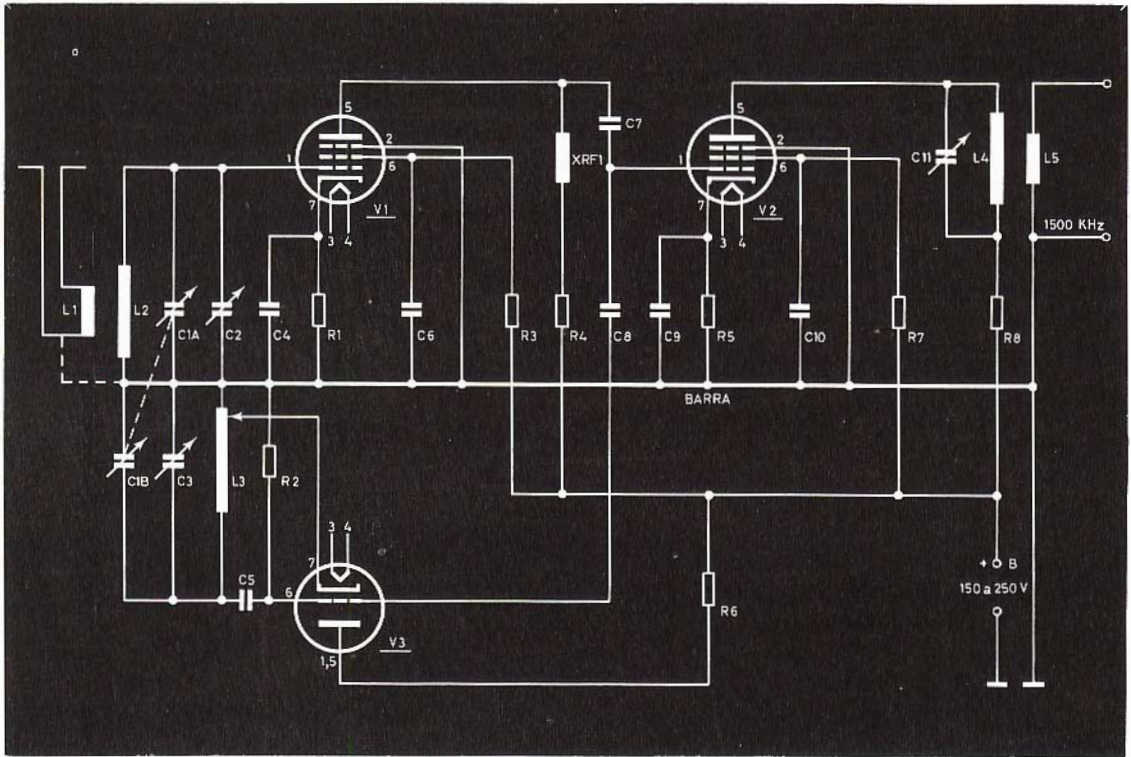 5
5
C7
2
2
1
6
XRF1
1
6
C11
L4
L5
7
V1
7
V2
3 4
3 4
1500 KHz
L1
L2
C1A
C2
C4
R1
C6
R3
R4
C8
C9
R5
C10
R7
R8
BARRA
C1B
C3
L3
R2
3 4
7
C5
6
+ B
150 a 250 V
R6
V3
1,5